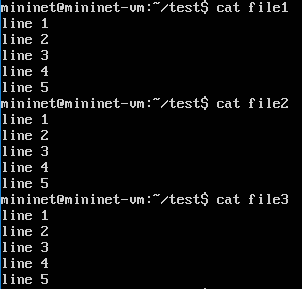 mininet@mininet-vm:~/test$ cat file1
line 1
line 2
line 3
line 4
line 5
mininet@mininet-vm:~/test$ cat file2
line 1
line 2
line 3
line 4
line 5
mininet@mininet-vm:~/test$ cat file3
line 1
line 2
line 3
line 4
line 5